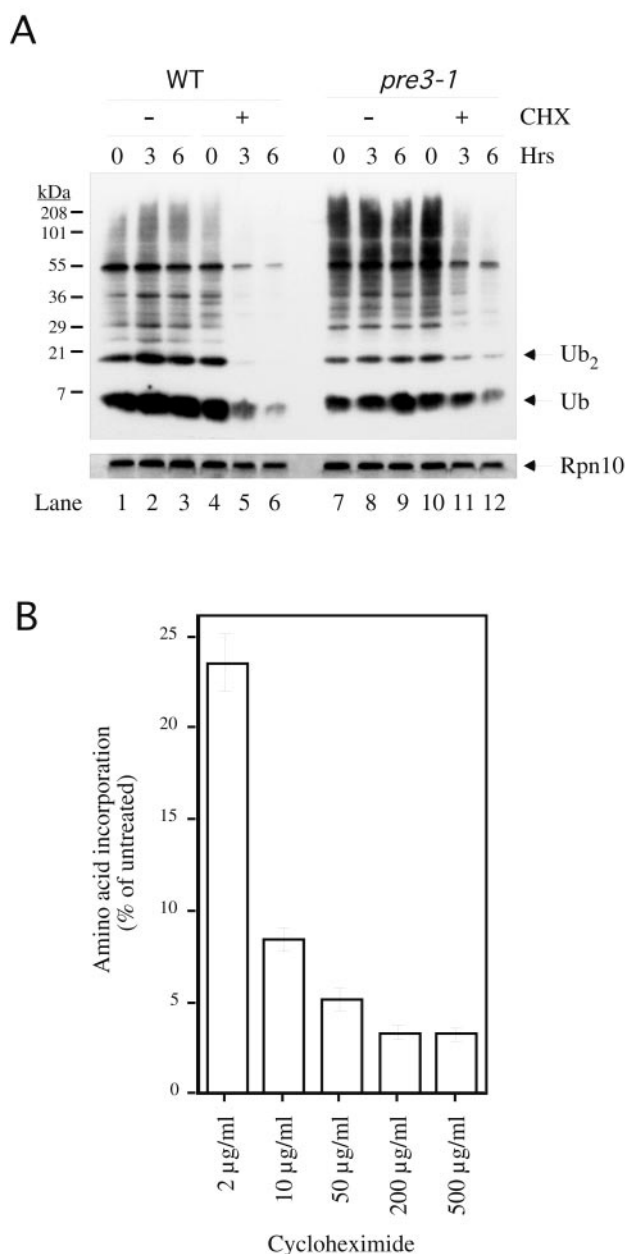 A
WT pre3-1
- + - + CHX
0 3 6 0 3 6 0 3 6 0 3 6 Hrs
kDa
208
101
55
36
29
21
7
Ub2
Ub
Rpn10
Lane 1 2 3 4 5 6 7 8 9 10 11 12
B
Amino acid incorporation
(% of untreated)
25
20
15
10
5
0
2 µg/ml
10 µg/ml
50 µg/ml
200 µg/ml
500 µg/ml
Cycloheximide